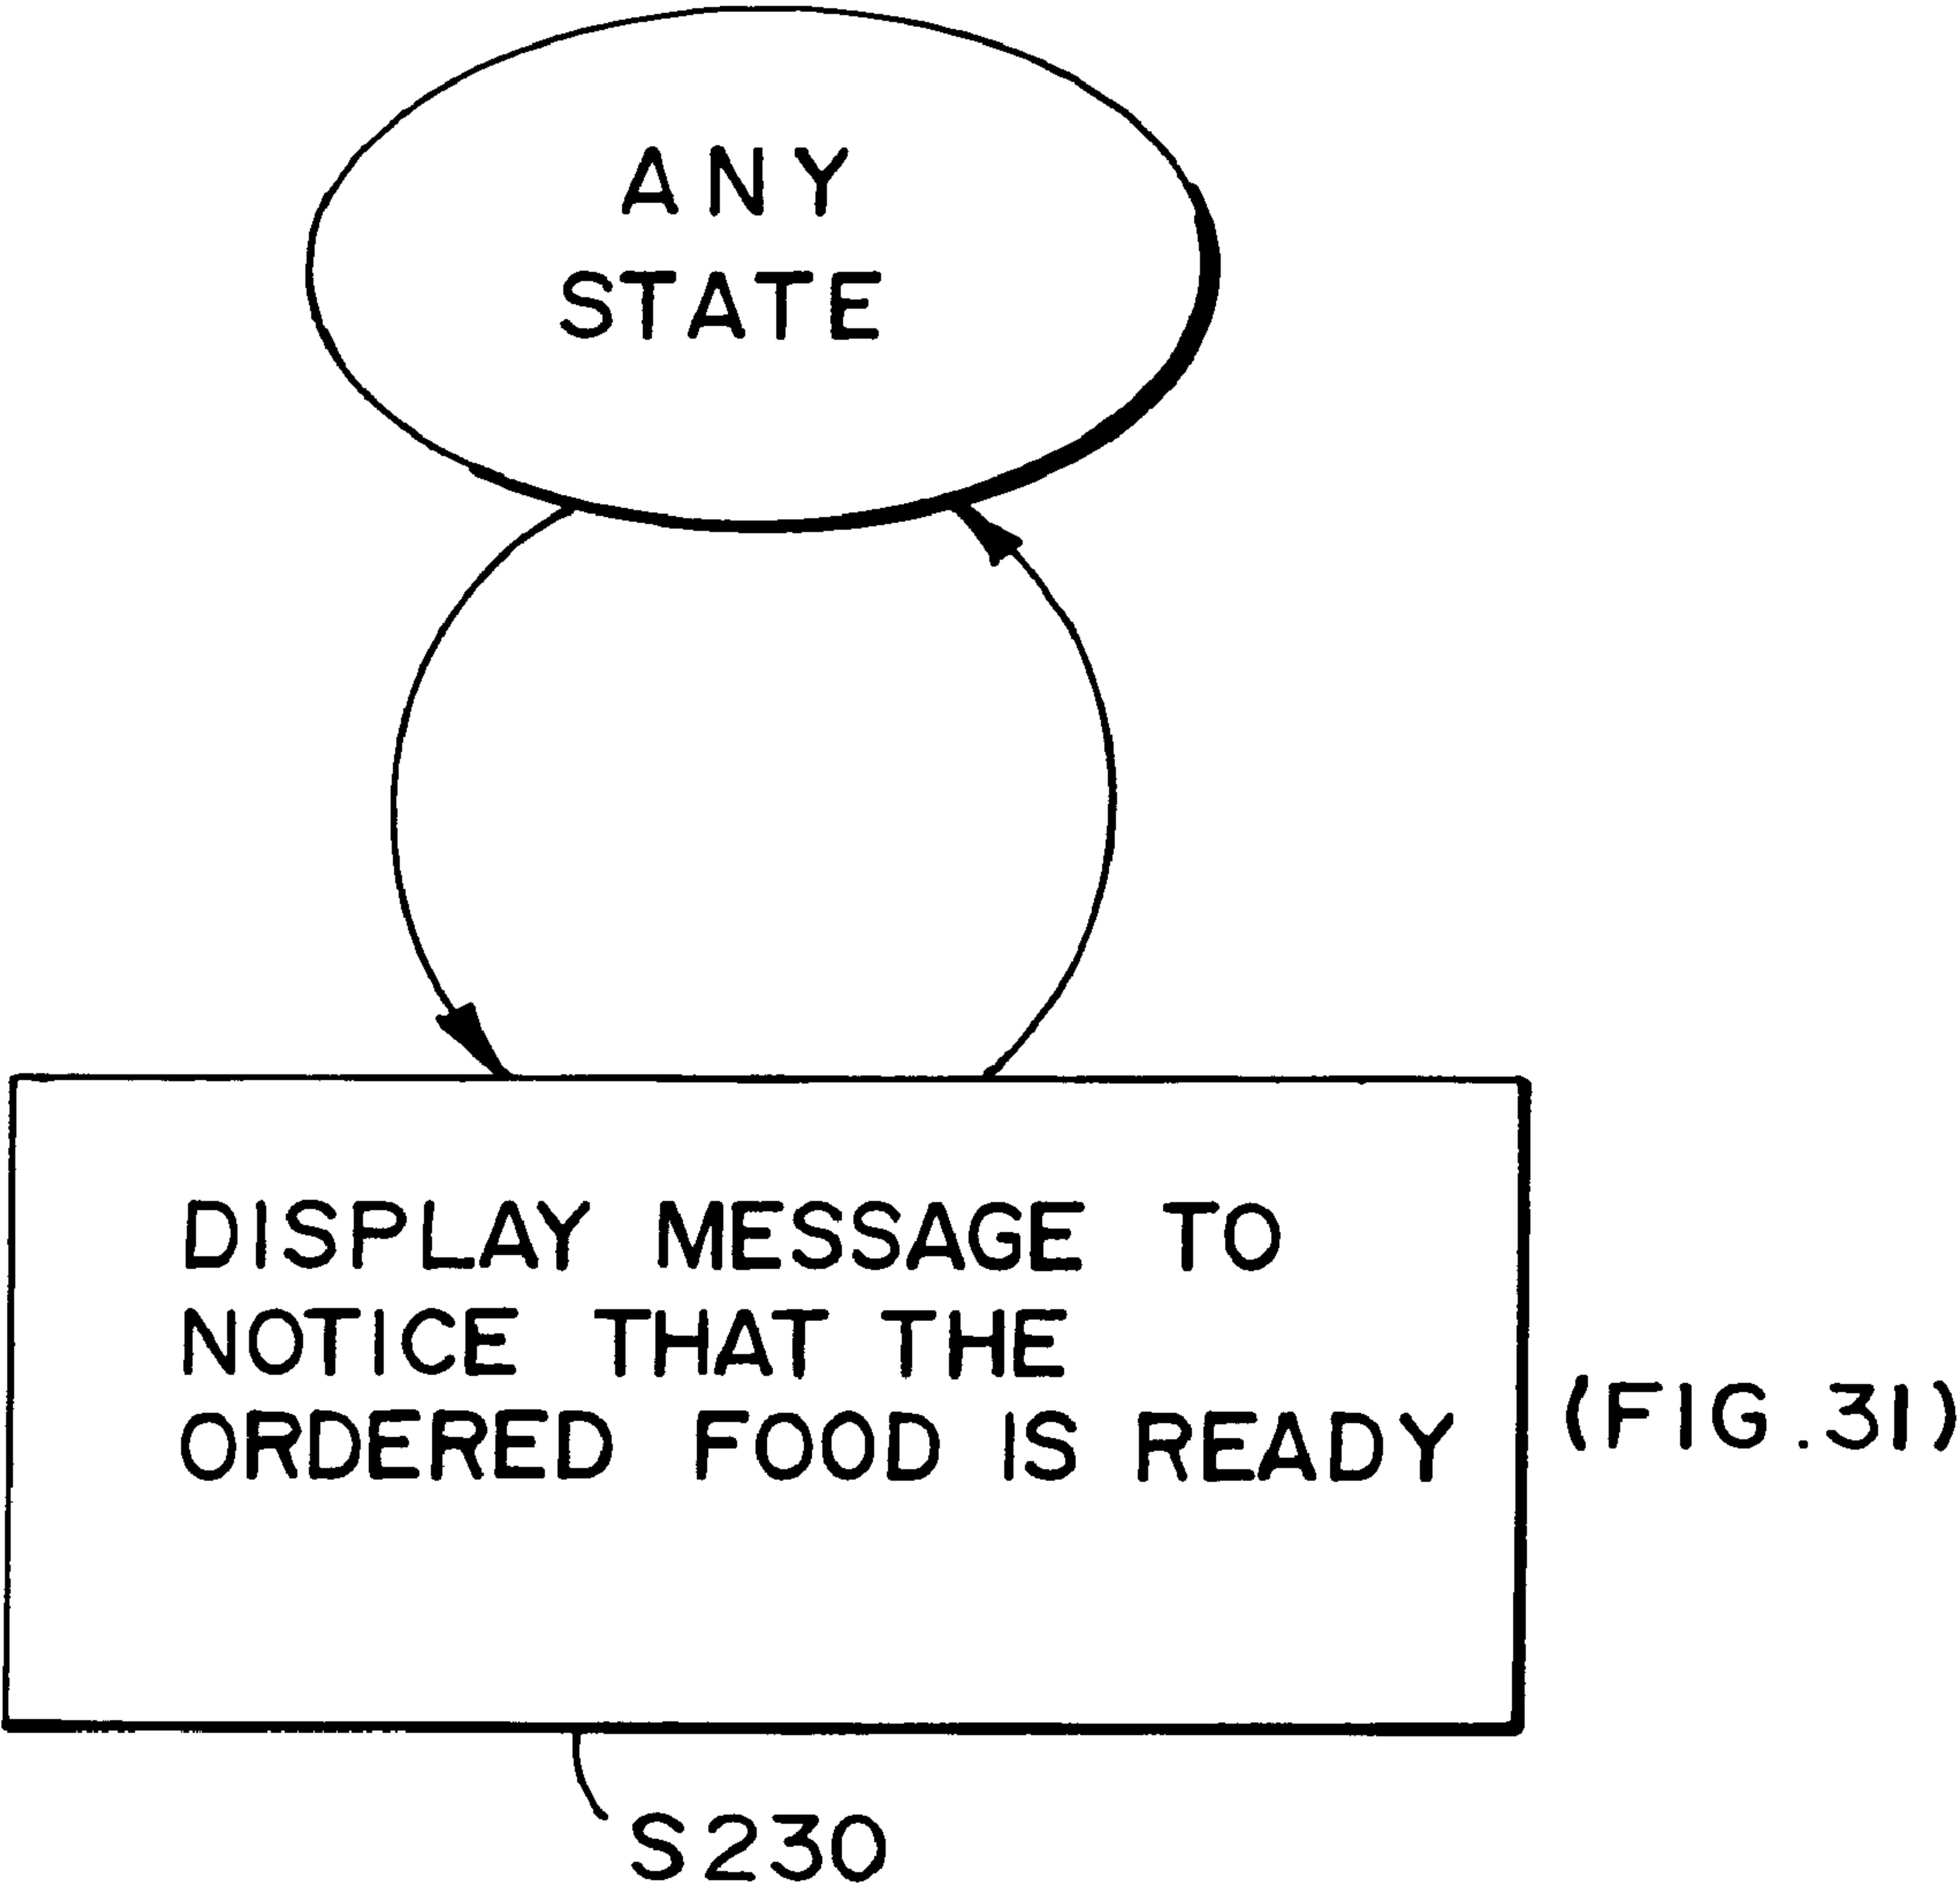 ANY
STATE
DISPLAY MESSAGE TO
NOTICE THAT THE
ORDERED FOOD IS READY
(FIG.31)
S230